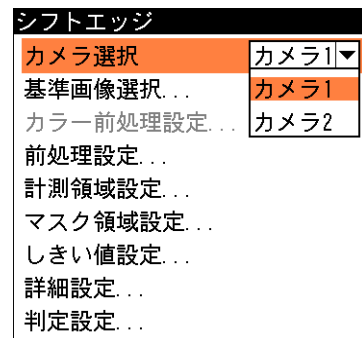 シフトエッジ
カメラ選択 カメラ1
基準画像選択... カメラ1
カラー前処理設定... カメラ2
前処理設定...
計測領域設定...
マスク領域設定...
しきい値設定...
詳細設定...
判定設定...